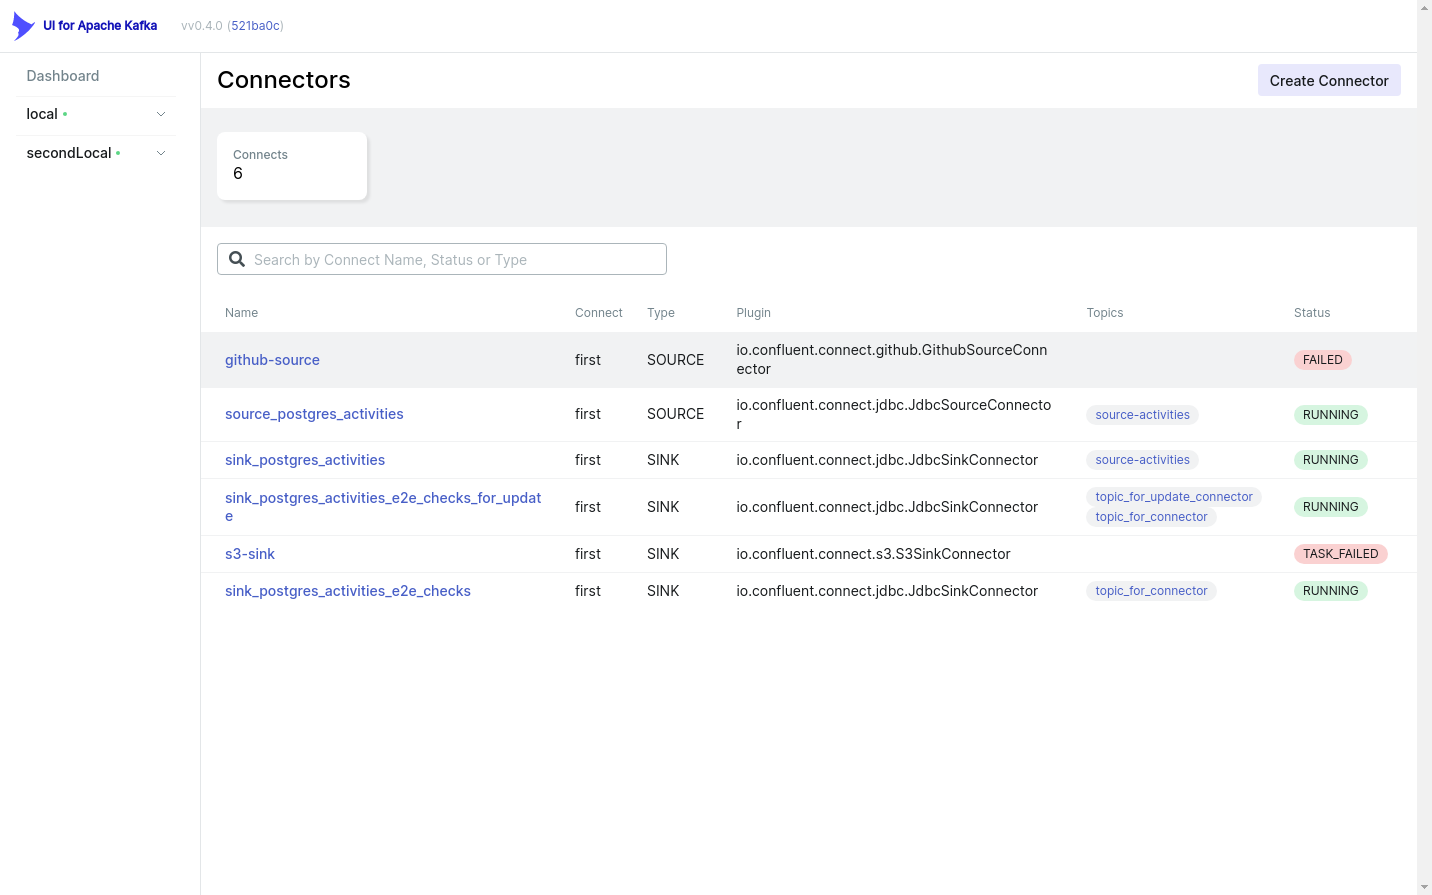 UI for Apache Kafka
vv0.4.0 (521ba0c)
Dashboard
local
secondLocal
Connectors
Create Connector
Connects
6
Search by Connect Name, Status or Type
Name Connect Type Plugin Topics Status
github-source first SOURCE io.confluent.connect.github.GithubSourceConn
ector FAILED
source_postgres_activities first SOURCE io.confluent.connect.jdbc.JdbcSourceConnecto
r source-activities RUNNING
sink_postgres_activities first SINK io.confluent.connect.jdbc.JdbcSinkConnector source-activities RUNNING
sink_postgres_activities_e2e_checks_for_updat
e first SINK io.confluent.connect.jdbc.JdbcSinkConnector topic_for_update_connector
topic_for_connector RUNNING
s3-sink first SINK io.confluent.connect.s3.S3SinkConnector TASK_FAILED
sink_postgres_activities_e2e_checks first SINK io.confluent.connect.jdbc.JdbcSinkConnector topic_for_connector RUNNING